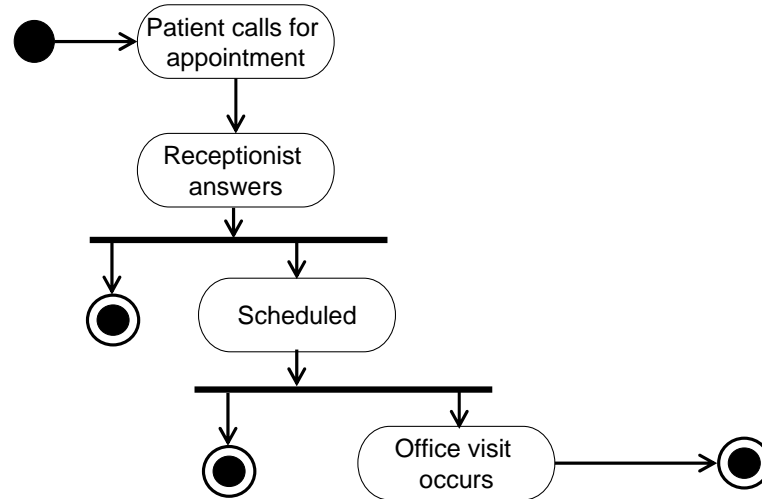 Patient calls for
appointment
Receptionist
answers
Scheduled
Office visit
occurs